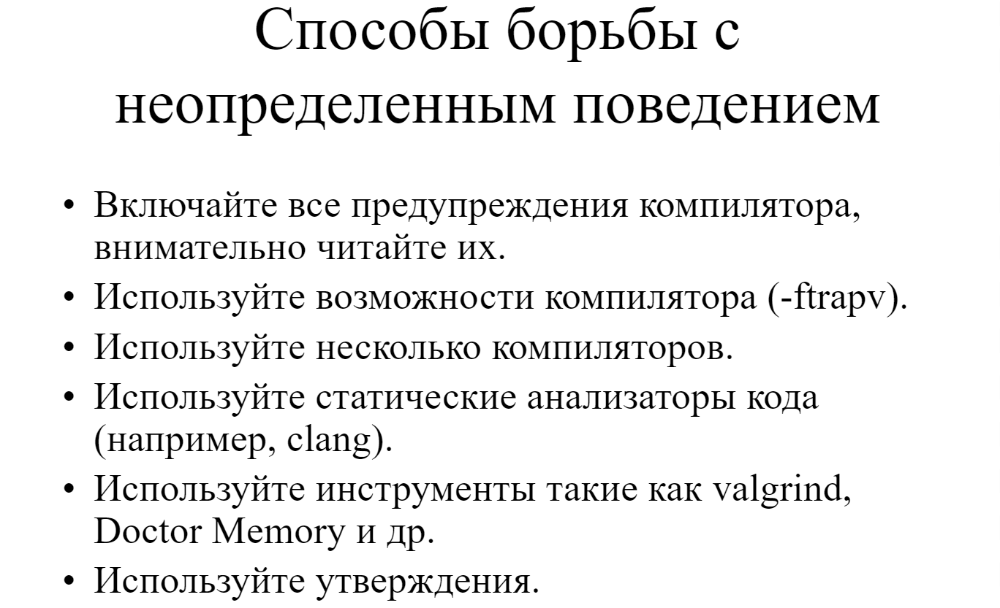 Способы борьбы с
неопределенным поведением
• Включайте все предупреждения компилятора,
внимательно читайте их.
• Используйте возможности компилятора (-ftrapv).
• Используйте несколько компиляторов.
• Используйте статические анализаторы кода
(например, clang).
• Используйте инструменты такие как valgrind,
Doctor Memory и др.
• Используйте утверждения.